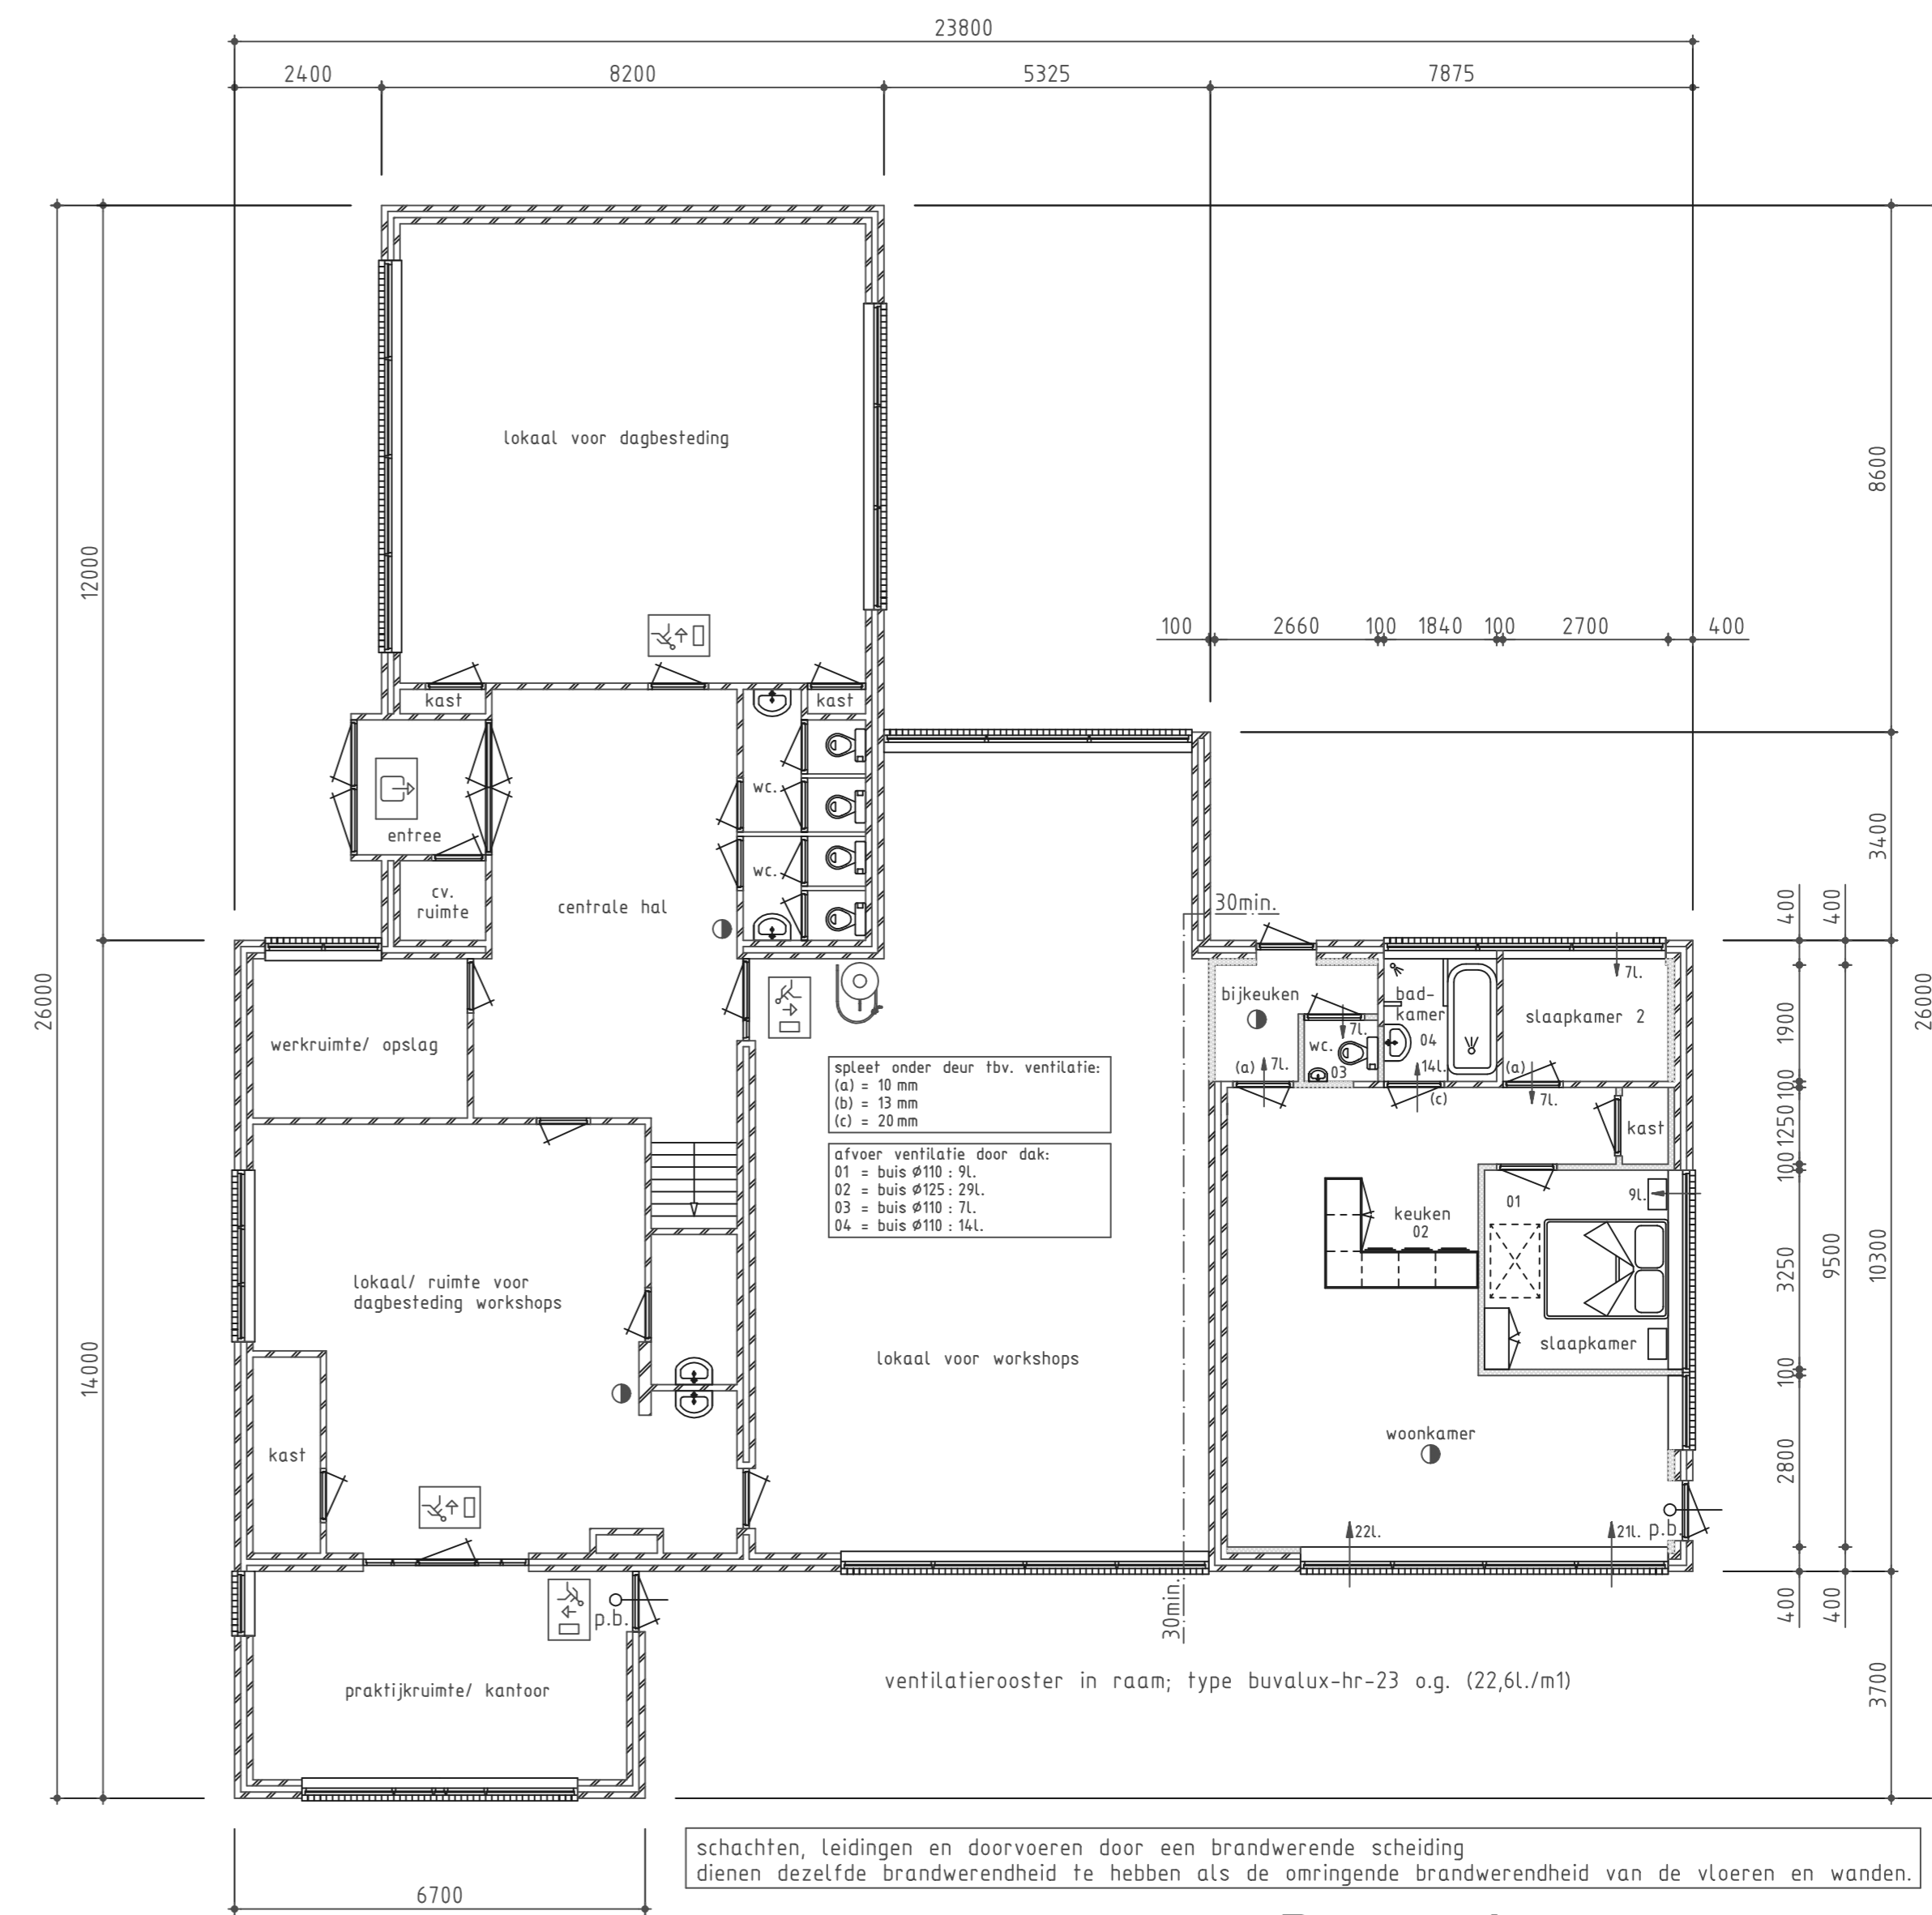 23800
2400 8200 5325 7875
lokaal voor dagbesteding
8600
12000
100 2660 100 1840 100 2700 400
kast
kast
wc.
entree
3400
cv.
ruimte
centrale hal
wc.
30min.
400 400
7l.
bijkeuken
bad-
kamer
slaapkamer 2
26000
26000
werkruimte/ opslag
7l.
wc.
04
1900
spleet onder deur tbv. ventilatie:
(a) = 10 mm
(b) = 13 mm
(c) = 20 mm
(a) 7l.
03
14l.
(a)
(c)
7l.
100
kast
1250
afvoer ventilatie door dak:
01 = buis ø110 : 9l.
02 = buis ø125 : 29l.
03 = buis ø110 : 7l.
04 = buis ø110 : 14l.
100
9l.
01
keuken
02
3250 9500 10300
lokaal/ ruimte voor
dagbesteding workshops
slaapkamer
lokaal voor workshops
14000
100
woonkamer
kast
2800
22l.
21l. p.b.
30min.
p.b.
400 400
praktijkruimte/ kantoor
ventilatierooster in raam; type buvalux-hr-23 o.g. (22,6l./m1)
3700
schachten, leidingen en doorvoeren door een brandwerende scheiding
dienen dezelfde brandwerendheid te hebben als de omringende brandwerendheid van de vloeren en wanden.
6700